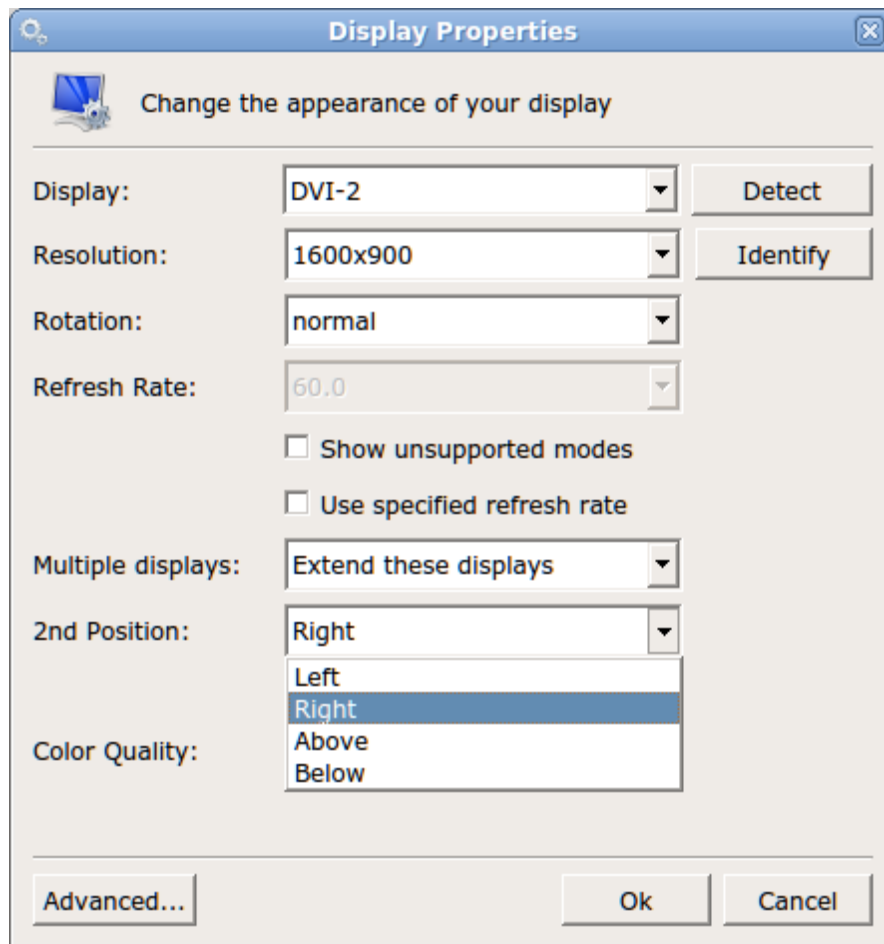 Display Properties
Change the appearance of your display
Display: DVI-2 Detect
Resolution: 1600x900 Identify
Rotation: normal
Refresh Rate: 60.0
Show unsupported modes
Use specified refresh rate
Multiple displays: Extend these displays
2nd Position: Right
Left
Right
Above
Color Quality:
Below
Advanced... Ok Cancel